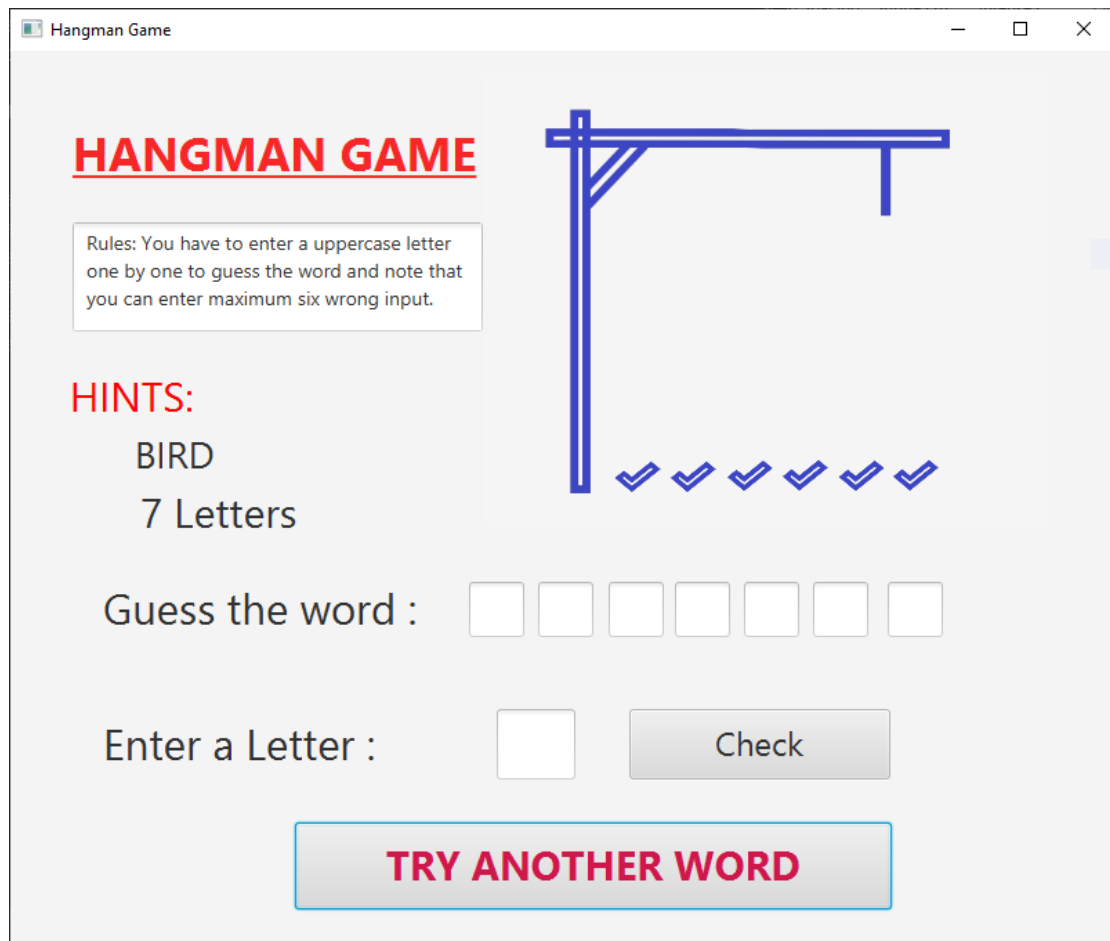 Hangman Game
HANGMAN GAME
Rules: You have to enter a uppercase letter
one by one to guess the word and note that
you can enter maximum six wrong input.
HINTS:
BIRD
7 Letters
Guess the word :
Enter a Letter :
Check
TRY ANOTHER WORD